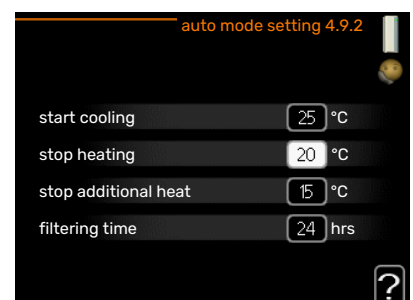 auto mode setting 4.9.2
start cooling 25 °C
stop heating 20 °C
stop additional heat 15 °C
filtering time 24 hrs
?